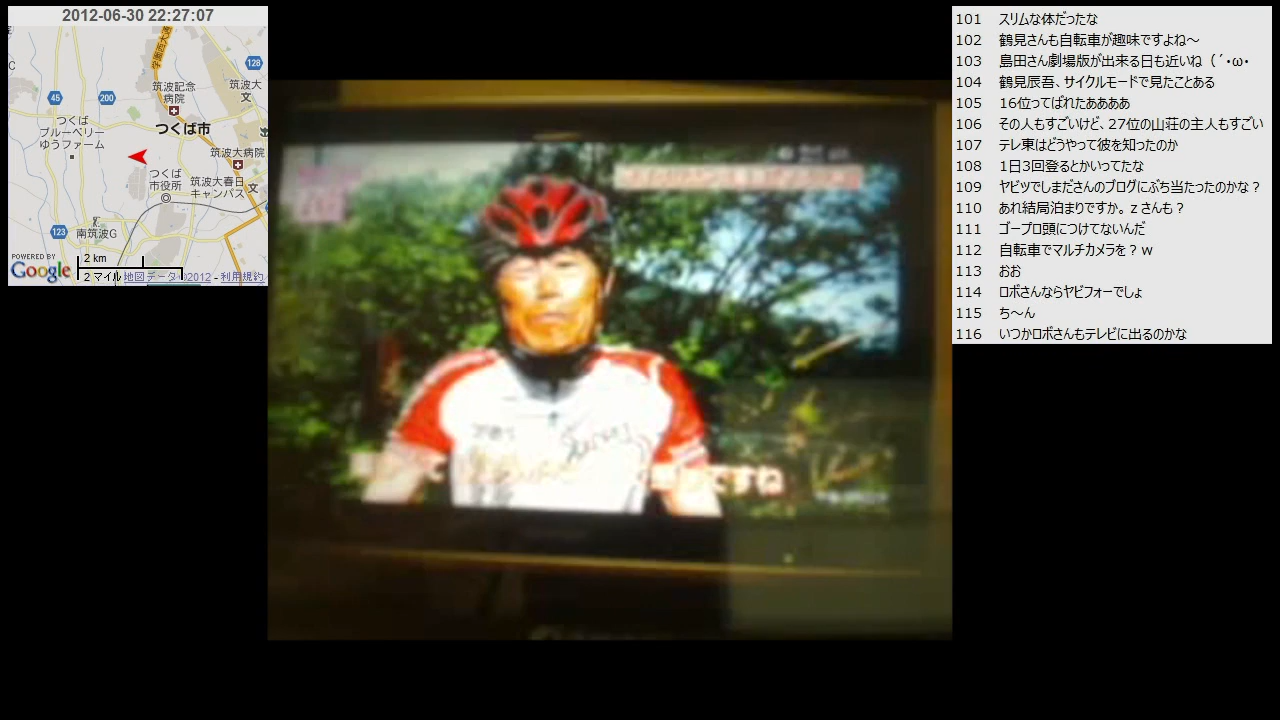 2012-06-30 22:27:07
学園西大通
128
筑波記念
病院
筑波大
文
45
200
つくば
ブルーベリー
ゆうファーム
つくば市
筑波大病院
つくば
市役所
筑波大春日
キャンパス
文
123
南筑波G
POWERED BY
Google
2 km
2 マイル
地図データ ©2012 - 利用規約
101 スリムな体だったな
102 鶴見さんも自転車が趣味ですよね～
103 島田さん劇場版が出来る日も近いね（´・ω・
104 鶴見辰吾、サイクルモードで見たことある
105 16位ってばれたああああ
106 その人もすごいけど、27位の山荘の主人もすごい
107 テレ東はどうやって彼を知ったのか
108 1日3回登るとかいってたな
109 ヤビツでしまださんのブログにぶち当たったのかな？
110 あれ結局泊まりですか。ｚさんも？
111 ゴープロ頭につけてないんだ
112 自転車でマルチカメラを？ｗ
113 おお
114 ロボさんならヤビフォーでしょ
115 ち～ん
116 いつかロボさんもテレビに出るのかな
ですね